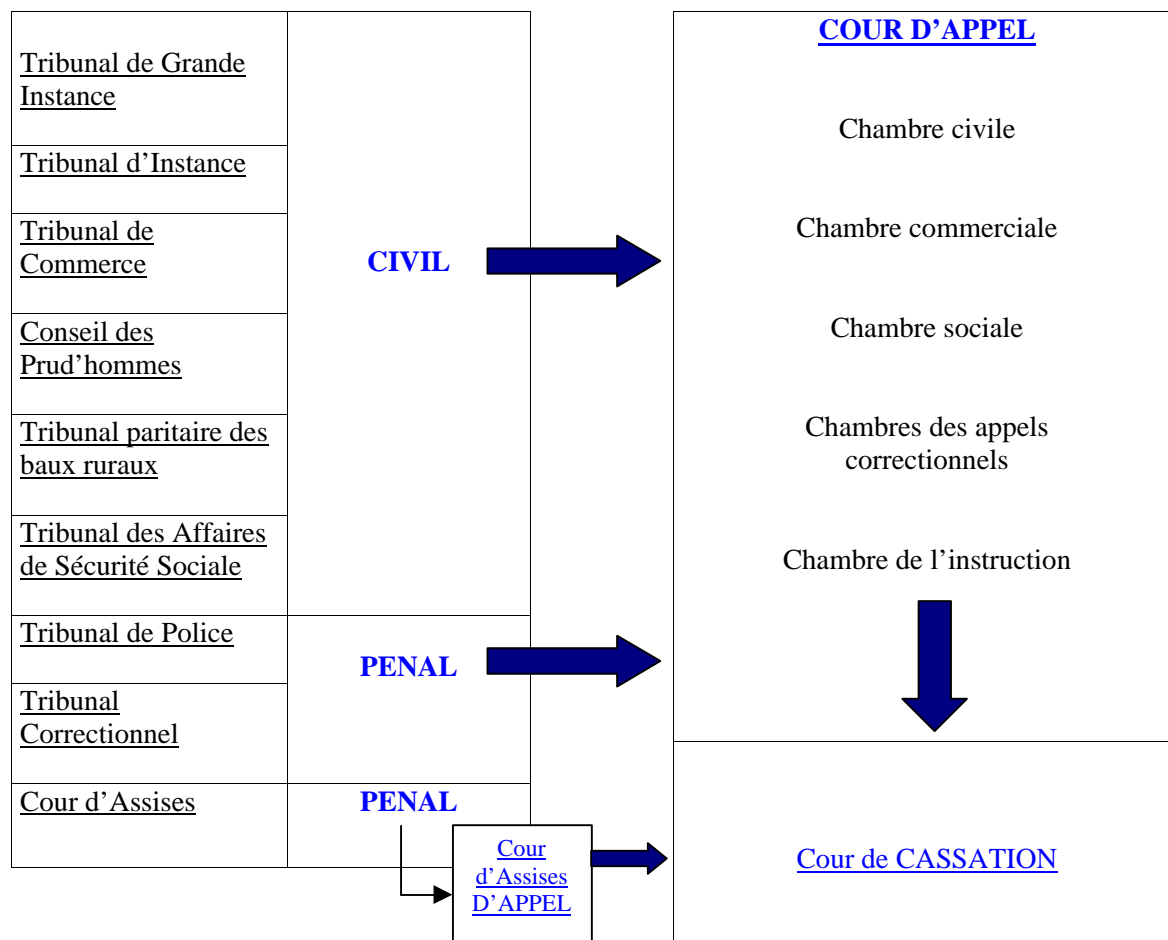 Tribunal de Grande
Instance
Tribunal d’Instance
Tribunal de
Commerce
Conseil des
Prud’hommes
Tribunal paritaire des
baux ruraux
Tribunal des Affaires
de Sécurité Sociale
CIVIL
Tribunal de Police
Tribunal
Correctionnel
PENAL
Cour d’Assises
PENAL
Cour
d’Assises
D’APPEL
COUR D’APPEL
Chambre civile
Chambre commerciale
Chambre sociale
Chambres des appels
correctionnels
Chambre de l’instruction
Cour de CASSATION